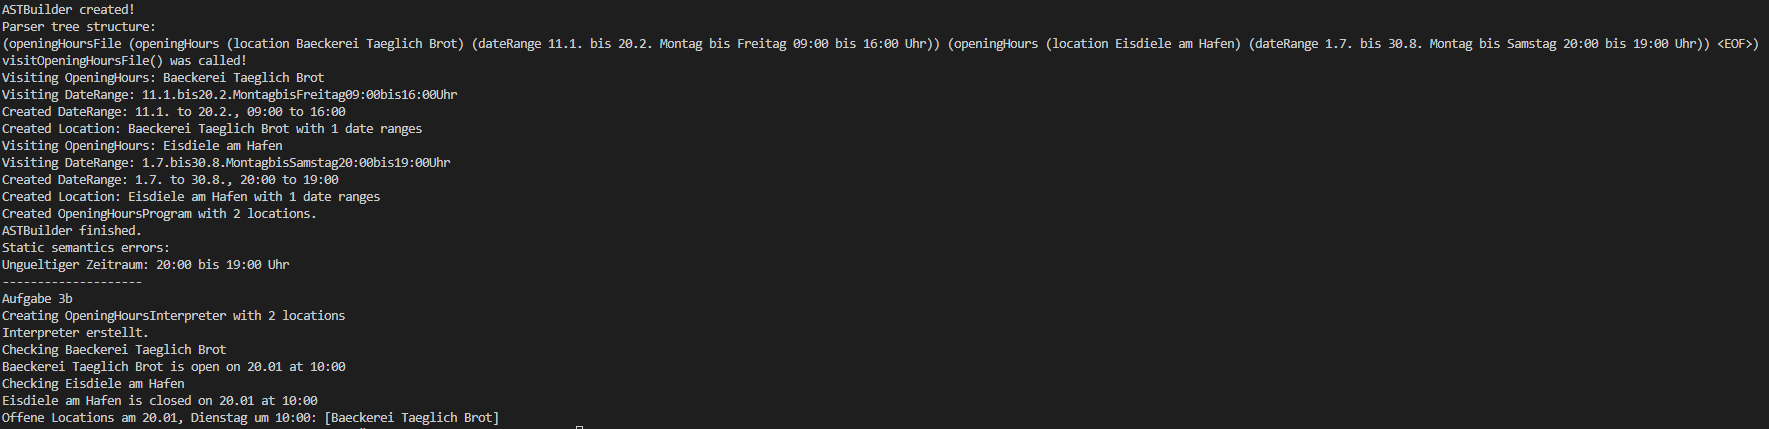 ASTBuilder created!
Parser tree structure:
(openingHoursFile (openingHours (location Baeckerei Taeglich Brot) (dateRange 11.1. bis 20.2. Montag bis Freitag 09:00 bis 16:00 Uhr)) (openingHours (location Eisdiele am Hafen) (dateRange 1.7. bis 30.8. Montag bis Samstag 20:00 bis 19:00 Uhr)) <EOF>)
visitOpeningHoursFile() was called!
Visiting OpeningHours: Baeckerei Taeglich Brot
Visiting DateRange: 11.1.bis20.2.MontagbisFreitag09:00bis16:00Uhr
Created DateRange: 11.1. to 20.2., 09:00 to 16:00
Created Location: Baeckerei Taeglich Brot with 1 date ranges
Visiting OpeningHours: Eisdiele am Hafen
Visiting DateRange: 1.7.bis30.8.MontagbisSamstag20:00bis19:00Uhr
Created DateRange: 1.7. to 30.8., 20:00 to 19:00
Created Location: Eisdiele am Hafen with 1 date ranges
Created OpeningHoursProgram with 2 locations.
ASTBuilder finished.
Static semantics errors:
Ungueltiger Zeitraum: 20:00 bis 19:00 Uhr
--------------------
Aufgabe 3b
Creating OpeningHoursInterpreter with 2 locations
Interpreter erstellt.
Checking Baeckerei Taeglich Brot
Baeckerei Taeglich Brot is open on 20.01 at 10:00
Checking Eisdiele am Hafen
Eisdiele am Hafen is closed on 20.01 at 10:00
Offene Locations am 20.01, Dienstag um 10:00: [Baeckerei Taeglich Brot]